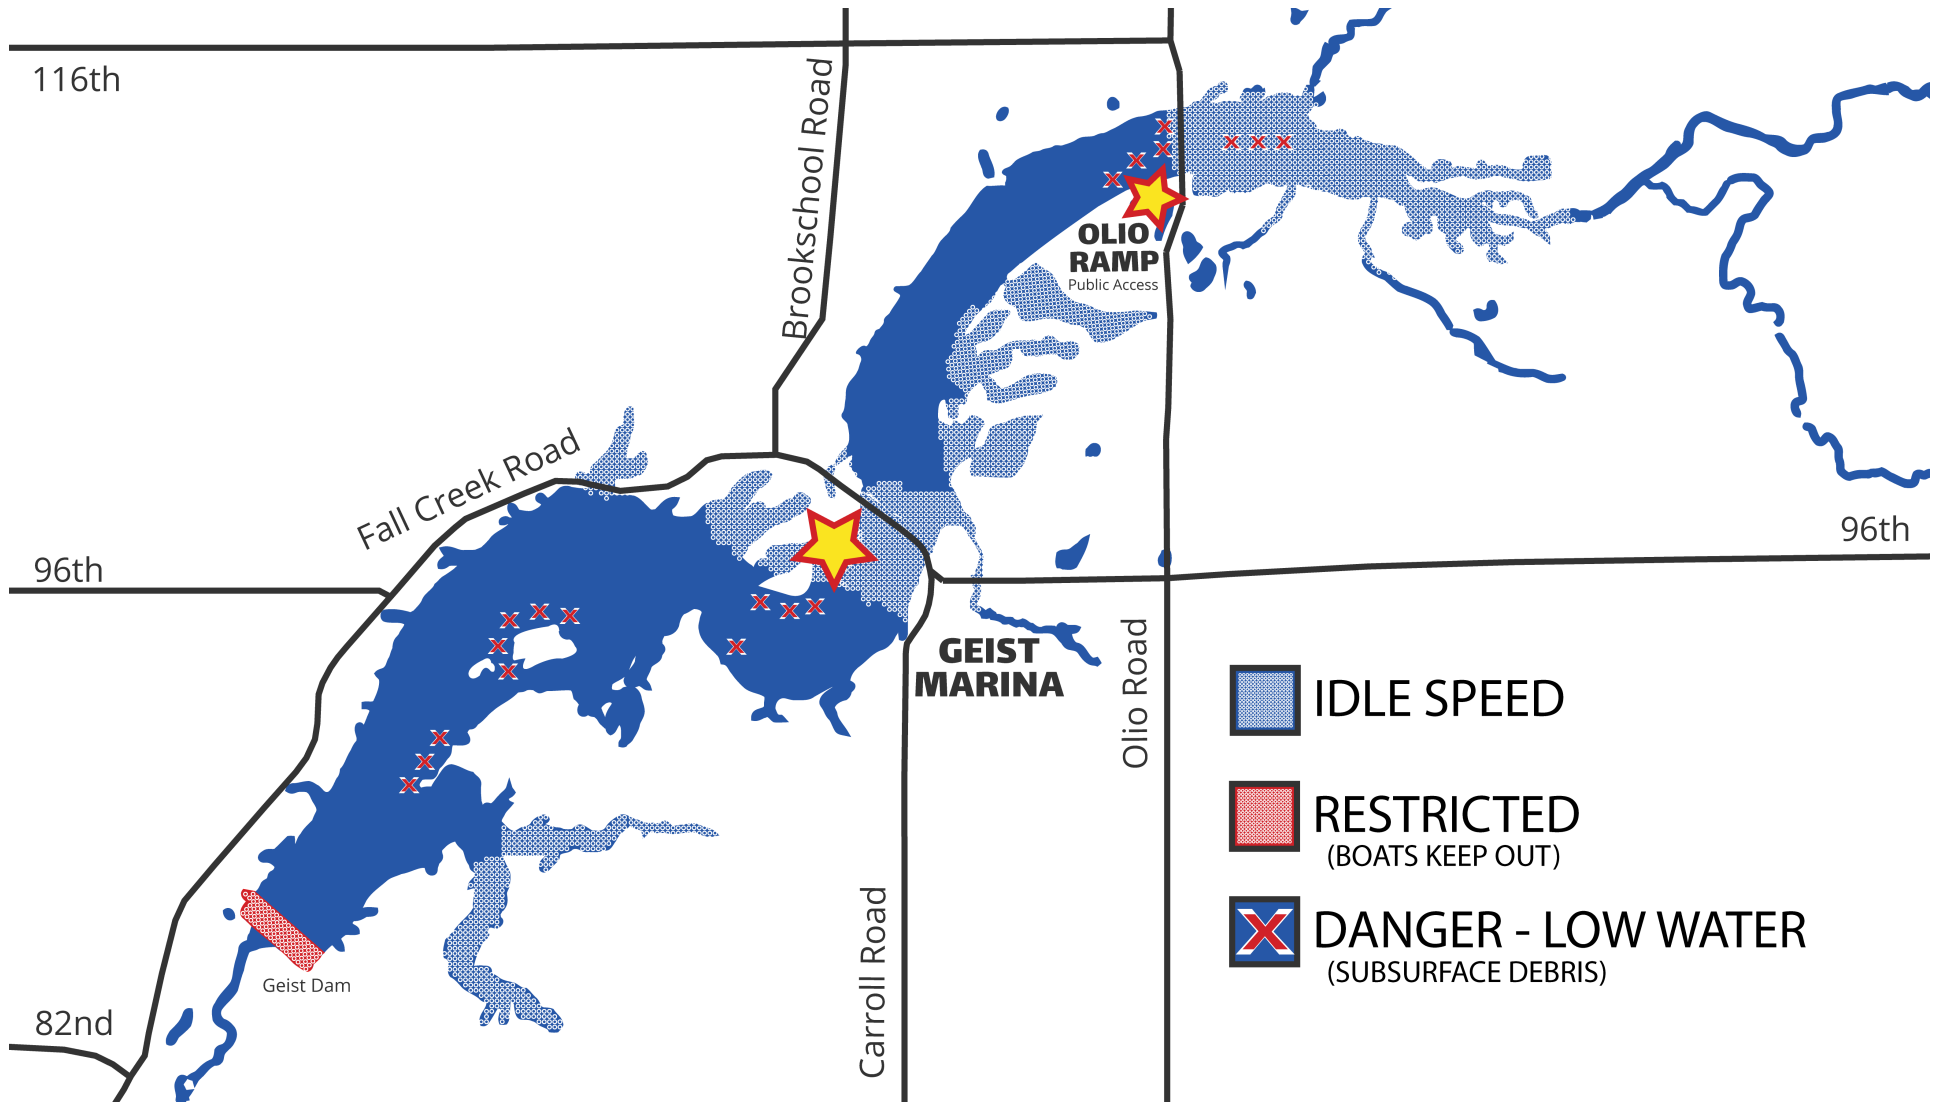 116th
Brookschool Road
OLIO
RAMP
Public Access
Fall Creek Road
96th
96th
GEIST
MARINA
Olio Road
IDLE SPEED
RESTRICTED
(BOATS KEEP OUT)
DANGER - LOW WATER
(SUBSURFACE DEBRIS)
Carroll Road
Geist Dam
82nd